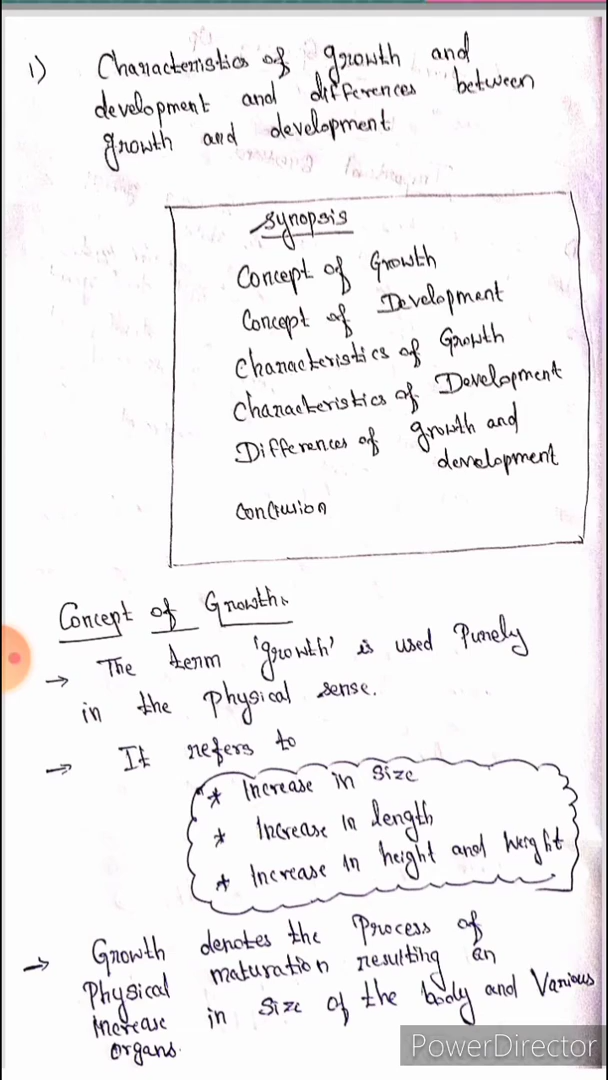 1) Characteristics of growth and
development and differences between
growth and development
Synopsis
Concept of Growth
Concept of Development
Characteristics of Growth
Characteristics of Development
Differences of growth and
development
Conclusion
Concept of Growth:
→ The term 'growth' is used Purely
in the physical sense.
→ It refers to
* Increase in size
* Increase in length
* Increase in height and weight
→ Growth denotes the Process of
Physical maturation resulting an
increase in size of the body and Various
organs.
PowerDirector